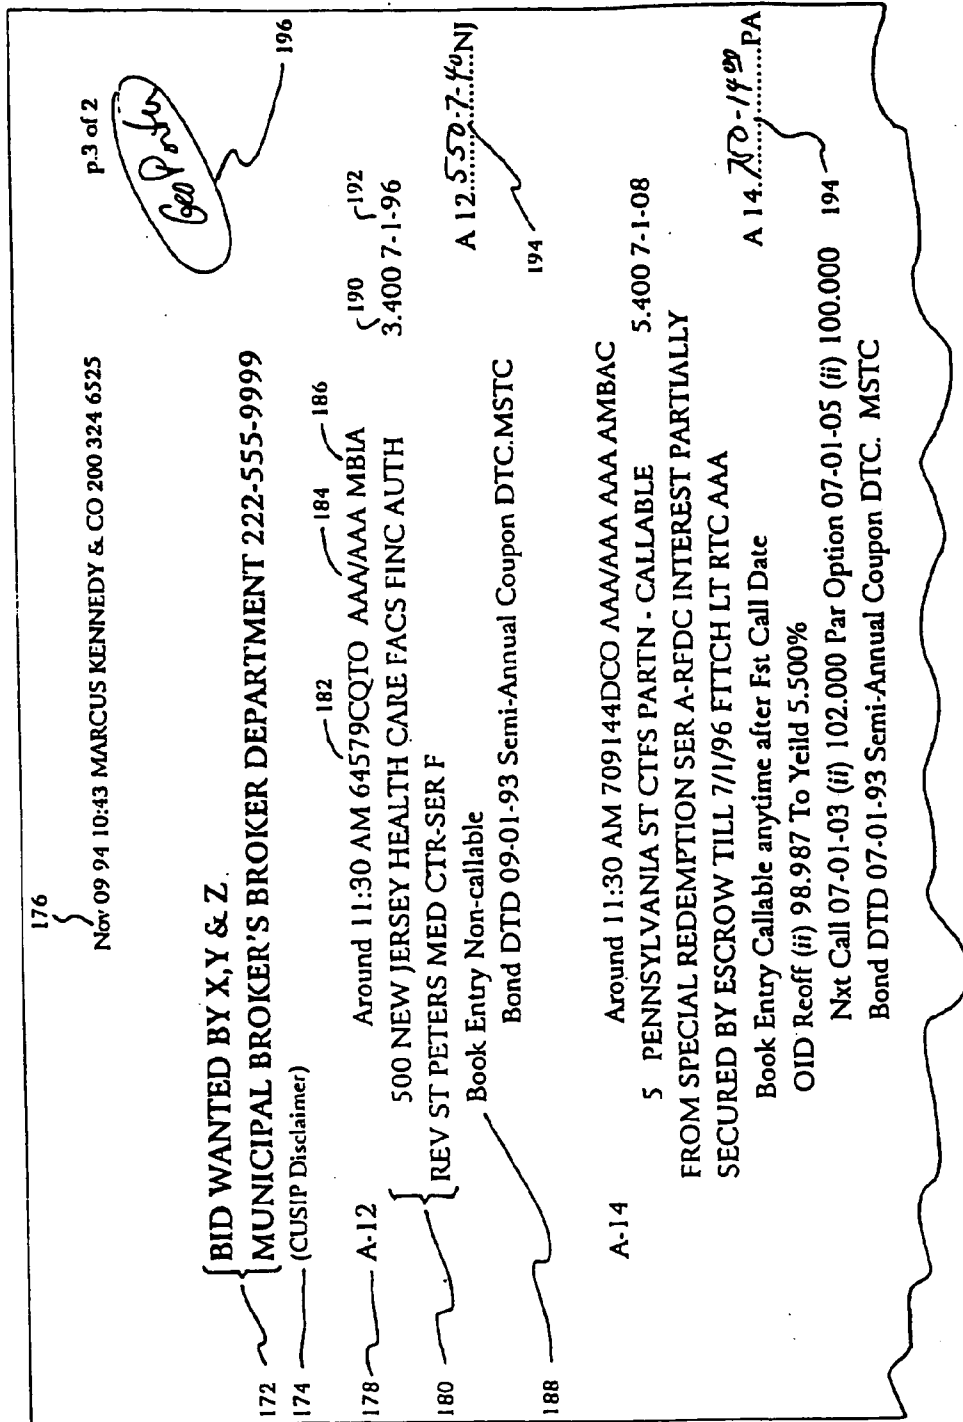 176
Nov 09 94 10:43 MARCUS KENNEDY & CO 200 324 6525
p.3 of 2
Geo Porter
196
172
BID WANTED BY X,Y & Z
MUNICIPAL BROKER'S BROKER DEPARTMENT 222-555-9999
174
(CUSIP Disclaimer)
182
184
186
190
192
178
A-12
Around 11:30 AM 64579CQTO AAA/AAA MBIA
3.400 7-1-96
500 NEW JERSEY HEALTH CARE FACS FINC AUTH
180
REV ST PETERS MED CTR-SER F
A 12.550-7-40..NJ
Book Entry Non-callable
188
Bond DTD 09-01-93 Semi-Annual Coupon DTC.MSTC
194
A-14
Around 11:30 AM 709144DCO AAA/AAA AAA AMBAC
5 PENNSYLVANIA ST CTFS PARTN - CALLABLE
5.400 7-1-08
FROM SPECIAL REDEMPTION SER A-RFDC INTEREST PARTIALLY
SECURED BY ESCROW TILL 7/1/96 FTTCH LT RTC AAA
Book Entry Callable anytime after Fst Call Date
A 14. PA
OID Reoff (ii) 98.987 To Yeild 5.500%
Nxt Call 07-01-03 (ii) 102.000 Par Option 07-01-05 (ii) 100.000
194
Bond DTD 07-01-93 Semi-Annual Coupon DTC. MSTC